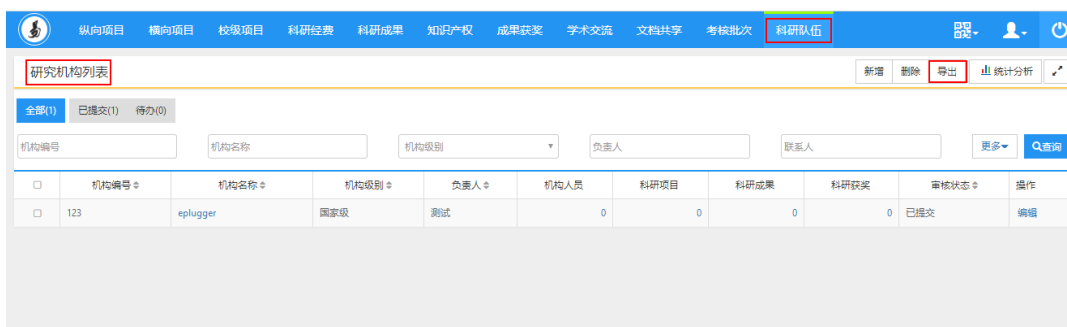 纵向项目 横向项目 校级项目 科研经费 科研成果 知识产权 成果获奖 学术交流 文档共享 考核批次 科研队伍
研究机构列表 新增 删除 导出 统计分析
全部(1) 已提交(1) 待办(0)
机构编号 机构名称 机构级别 负责人 联系人 更多 查询
机构编号 机构名称 机构级别 负责人 机构人员 科研项目 科研成果 科研获奖 审核状态 操作
123 eplugger 国家级 测试 0 0 0 0 已提交 编辑